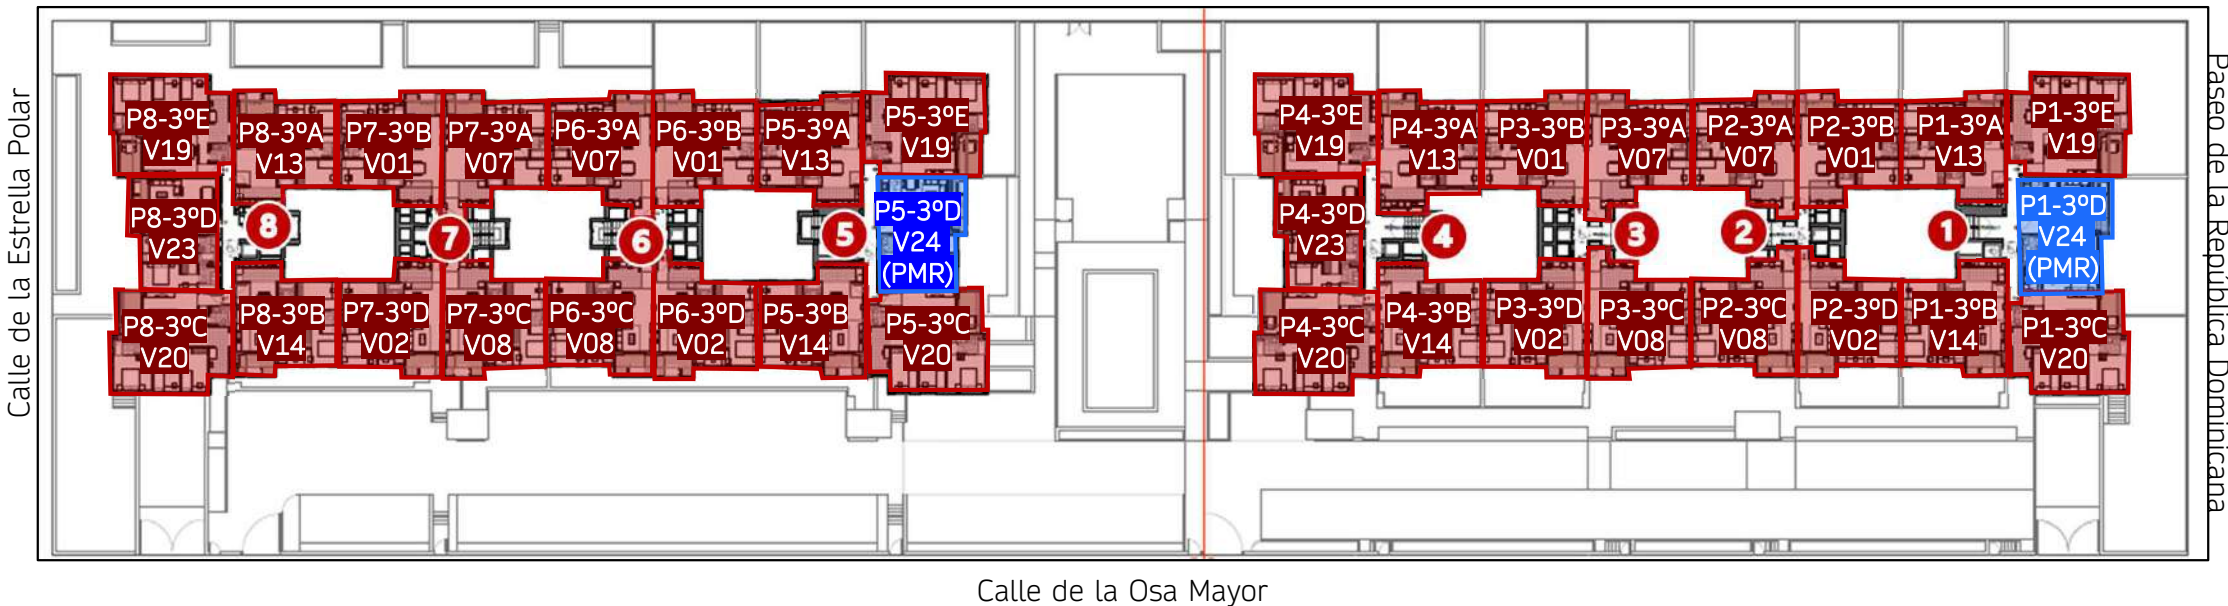 Calle de la Estrella Polar
P8-3ºE
V19
P8-3ºA
V13
P7-3ºB
V01
P7-3ºA
V07
P6-3ºA
V07
P6-3ºB
V01
P5-3ºA
V13
P5-3ºE
V19
P4-3ºE
V19
P4-3ºA
V13
P3-3ºB
V01
P3-3ºA
V07
P2-3ºA
V07
P2-3ºB
V01
P1-3ºA
V13
P1-3ºE
V19
P8-3ºD
V23
8
7
6
5
P5-3ºD
V24
(PMR)
P4-3ºD
V23
4
3
2
1
P1-3ºD
V24
(PMR)
P8-3ºC
V20
P8-3ºB
V14
P7-3ºD
V02
P7-3ºC
V08
P6-3ºC
V08
P6-3ºD
V02
P5-3ºB
V14
P5-3ºC
V20
P4-3ºC
V20
P4-3ºB
V14
P3-3ºD
V02
P3-3ºC
V08
P2-3ºC
V08
P2-3ºD
V02
P1-3ºB
V14
P1-3ºC
V20
Paseo de la República Dominicana
Calle de la Osa Mayor